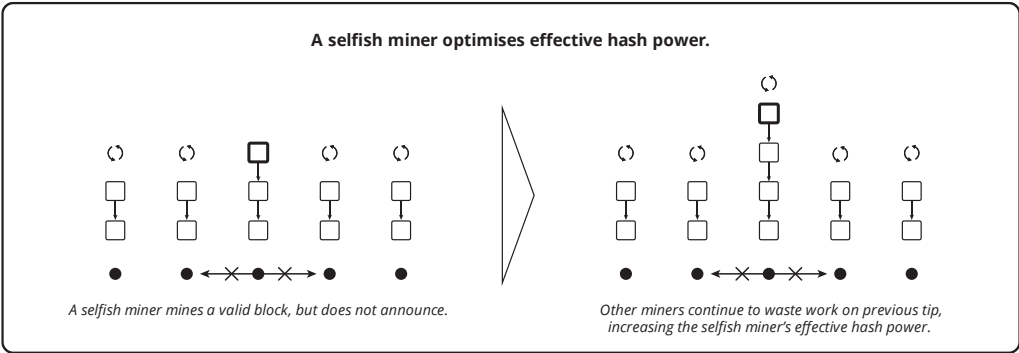 A selfish miner optimises effective hash power.
A selfish miner mines a valid block, but does not announce.
Other miners continue to waste work on previous tip,
increasing the selfish miner's effective hash power.